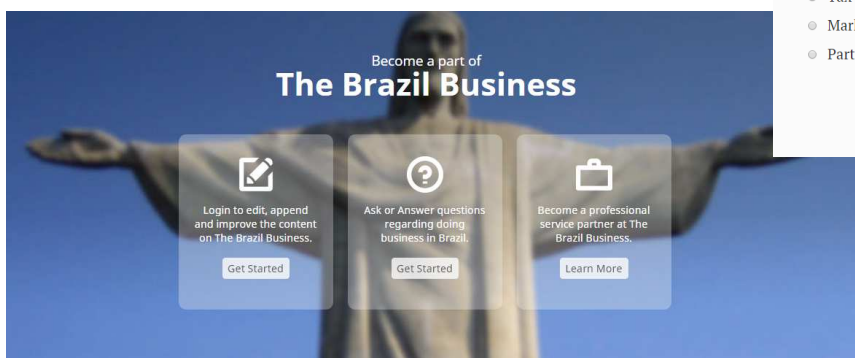 Become a part of
The Brazil Business
Login to edit, append
and improve the content
on The Brazil Business.
Get Started
Ask or Answer questions
regarding doing
business in Brazil.
Get Started
Become a professional
service partner at The
Brazil Business.
Learn More